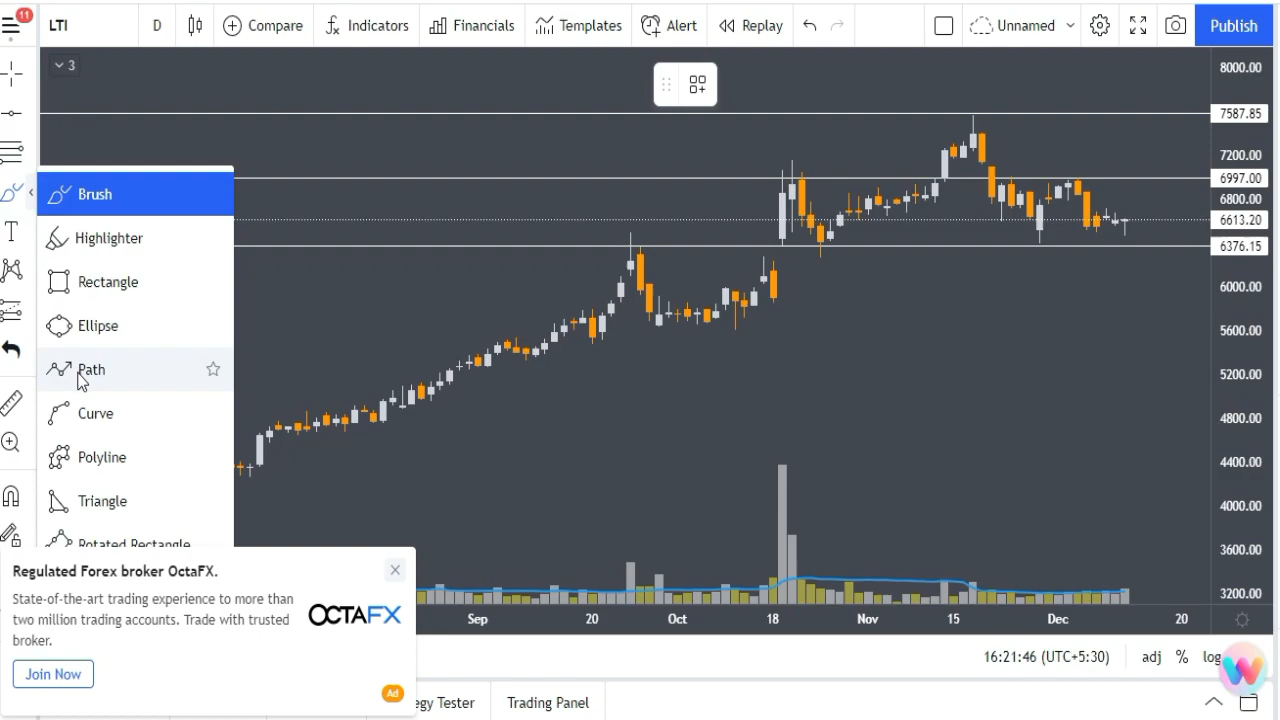 11
LTI
D
Compare
Indicators
Financials
Templates
Alert
Replay
Unnamed
Publish
3
8000.00
7587.85
7200.00
6997.00
6800.00
6613.20
6376.15
6000.00
5600.00
5200.00
4800.00
4400.00
4000.00
3600.00
3200.00
Brush
Highlighter
Rectangle
Ellipse
Path
Curve
Polyline
Triangle
Rotated Rectangle
Regulated Forex broker OctaFX.
State-of-the-art trading experience to more than
two million trading accounts. Trade with trusted
broker.
OCTAFX
Join Now
Ad
Sep 20 Oct 18 Nov 15 Dec 20
16:21:46 (UTC+5:30)
adj % log
egy Tester
Trading Panel